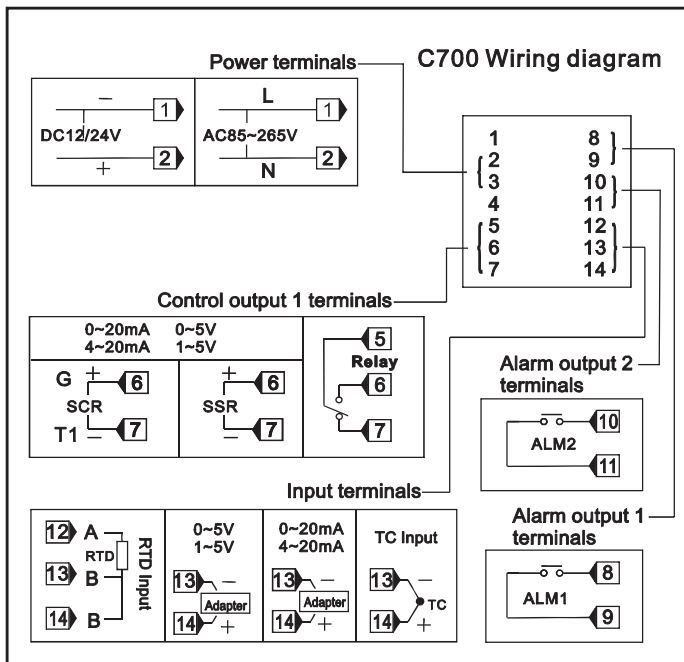 C700 Wiring diagram
Power terminals
DC12/24V
−
1
+
2
AC85~265V
L
1
N
2
1 8
2 9
3 10
4 11
5 12
6 13
7 14
Control output 1 terminals
0~20mA 0~5V
4~20mA 1~5V
G + 6
SCR
T1 − 7
+ 6
SSR
− 7
5
Relay
6
7
Alarm output 2
terminals
10
ALM2
11
Input terminals
12 A
RTD
13 B
14 B
RTD Input
0~5V
1~5V
13 −
Adapter
14 +
0~20mA
4~20mA
13 −
Adapter
14 +
TC Input
13 −
TC
14 +
Alarm output 1
terminals
8
ALM1
9